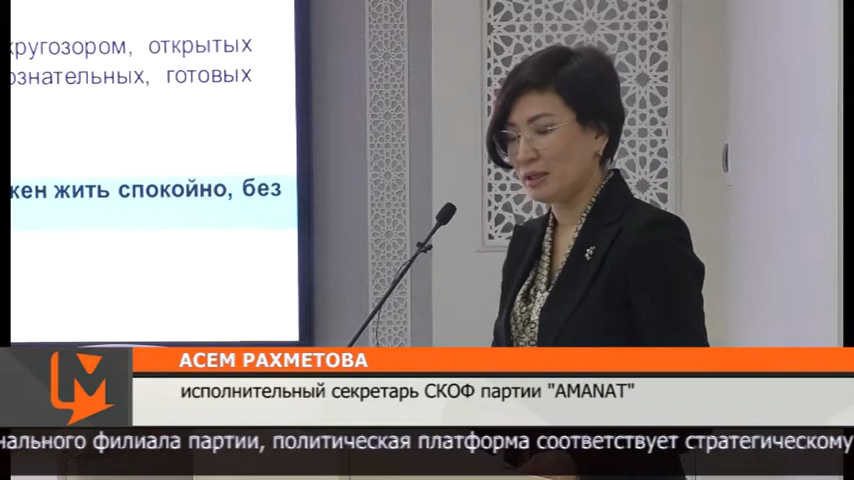 кругозором, открытых
ознательных, готовых
жен жить спокойно, без
АСЕМ РАХМЕТОВА
исполнительный секретарь СКОФ партии "AMANAT"
нального филиала партии, политическая платформа соответствует стратегическому